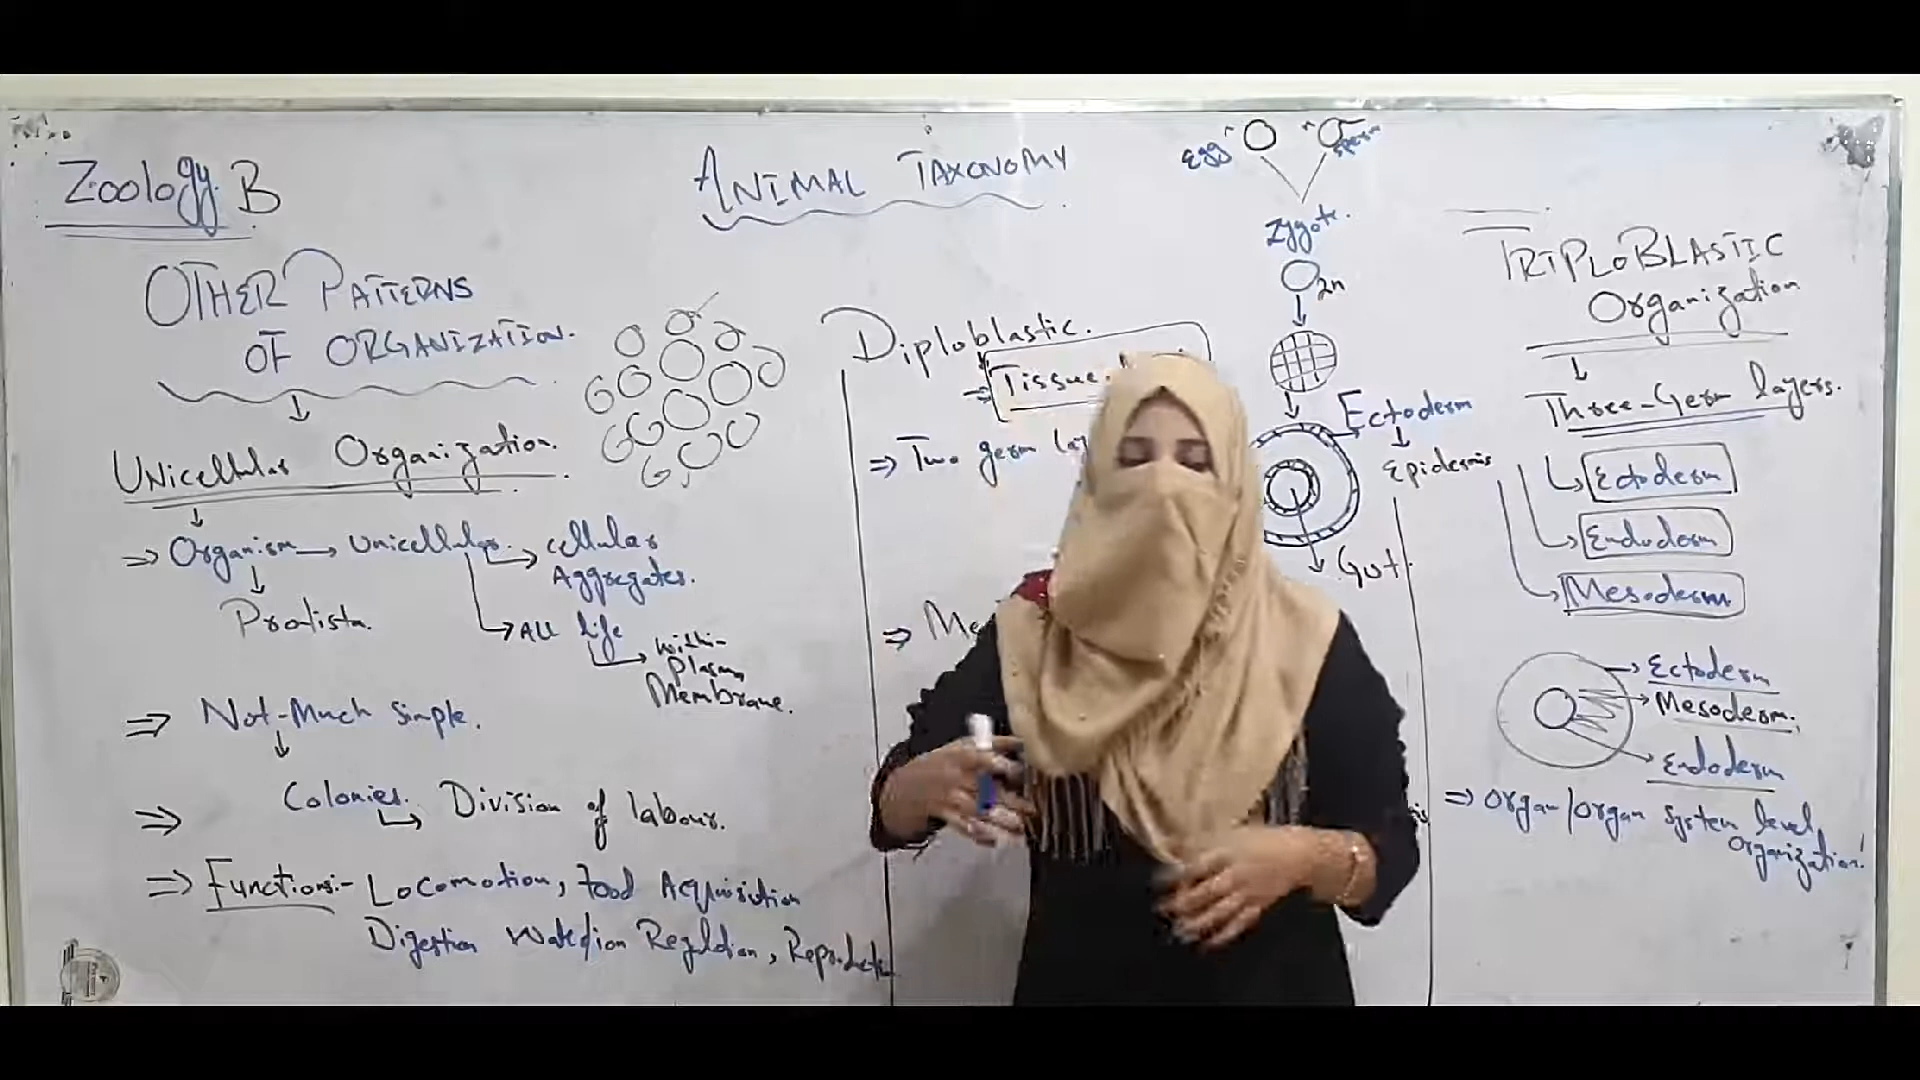 Zoology B
ANIMAL TAXONOMY
OTHER PATTERNS
OF ORGANIZATION.
UNicellular Organization.
⇒ Organism → Unicellular. → cellular
Aggregates.
Protista.
→ All life
→ within
Plasma
Membrane.
⇒ Not-Much Simple.
⇒ Colonies. → Division of labour.
⇒ Functions:- Locomotion, Food Acquisition
Digestion Water/ion Regulation, Reproduction
Diploblastic.
⇒ Tissue
⇒ Two germ
⇒
egg
sperm
Zygote.
2n
Ectoderm
Epidermis
Gut
TRIPLOBLASTIC
Organization
Three-Germ layers.
Ectoderm
Endoderm
Mesoderm
→ Ectoderm
→ Mesoderm.
→ Endoderm
⇒ Organ/Organ System level
Organization!